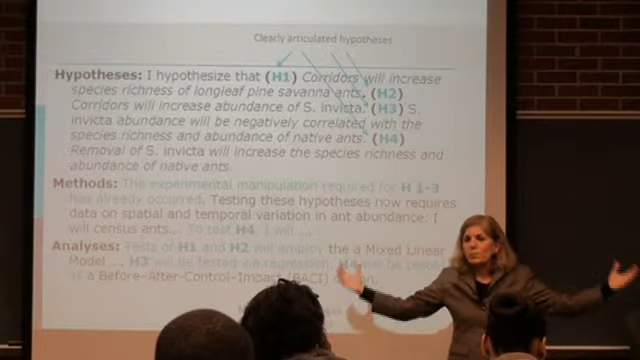 Clearly articulated hypotheses
Hypotheses: I hypothesize that (H1) Corridors will increase
species richness of longleaf pine savanna ants. (H2)
Corridors will increase abundance of S. invicta. (H3) S.
invicta abundance will be negatively correlated with the
species richness and abundance of native ants. (H4)
Removal of S. invicta will increase the species richness and
abundance of native ants.
Methods: The experimental manipulation required for H 1-3
has already occurred. Testing these hypotheses now requires
data on spatial and temporal variation in ant abundance: I
will census ants... To test H4, I will ...
Analyses: Tests of H1 and H2 will employ the a Mixed Linear
Model .... H3 will be tested via regression. H4 will be
as a Before-After-Control-Impact (BACI)